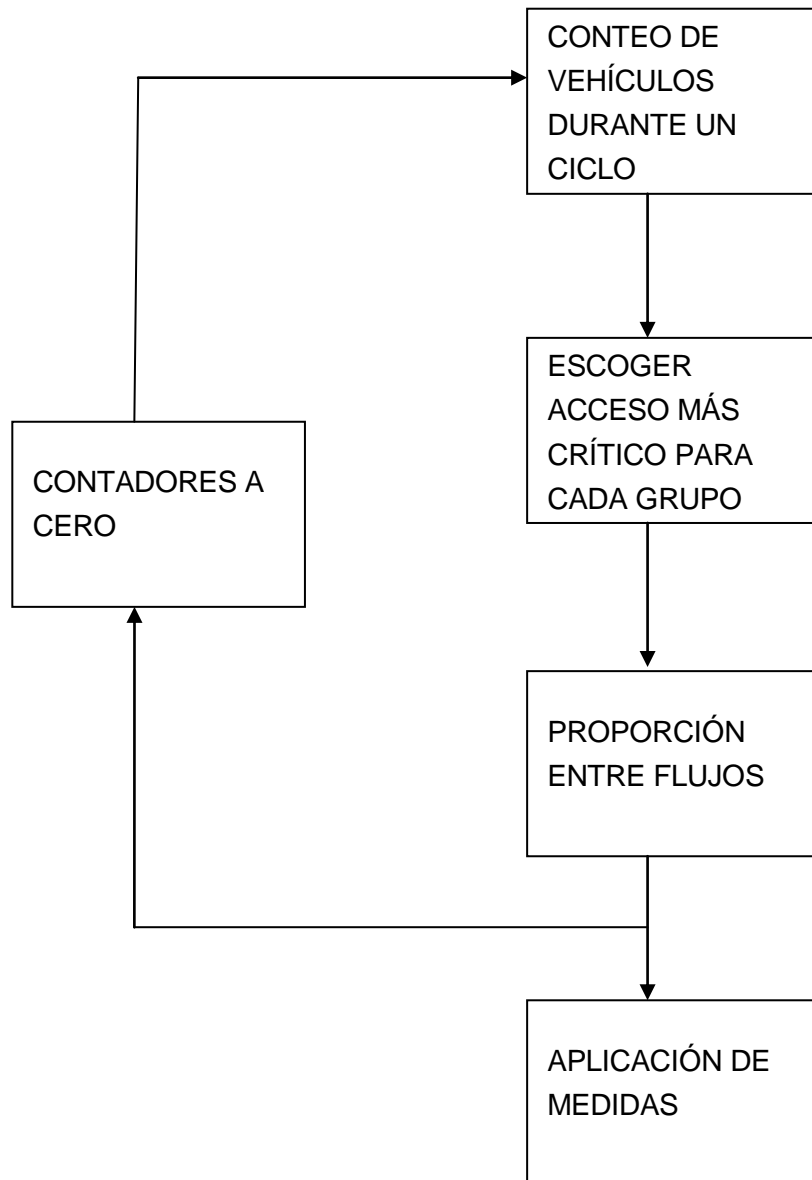 CONTEO DE
VEHÍCULOS
DURANTE UN
CICLO
ESCOGER
ACCESO MÁS
CRÍTICO PARA
CADA GRUPO
CONTADORES A
CERO
PROPORCIÓN
ENTRE FLUJOS
APLICACIÓN DE
MEDIDAS